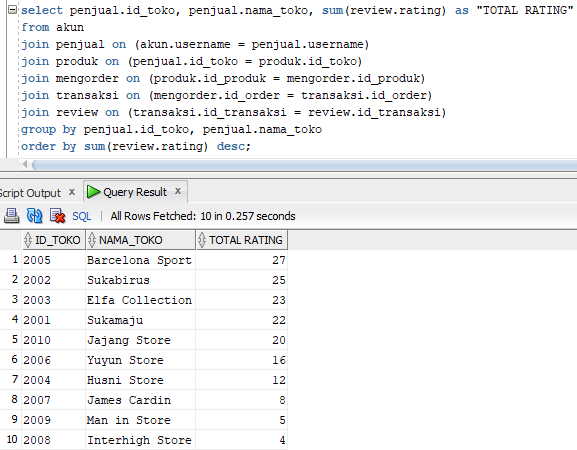 select penjual.id_toko, penjual.nama_toko, sum(review.rating) as "TOTAL RATING"
from akun
join penjual on (akun.username = penjual.username)
join produk on (penjual.id_toko = produk.id_toko)
join mengorder on (produk.id_produk = mengorder.id_produk)
join transaksi on (mengorder.id_order = transaksi.id_order)
join review on (transaksi.id_transaksi = review.id_transaksi)
group by penjual.id_toko, penjual.nama_toko
order by sum(review.rating) desc;
Script Output x Query Result x
SQL | All Rows Fetched: 10 in 0.257 seconds
ID_TOKO NAMA_TOKO TOTAL RATING
1 2005 Barcelona Sport 27
2 2002 Sukabirus 25
3 2003 Elfa Collection 23
4 2001 Sukamaju 22
5 2010 Jajang Store 20
6 2006 Yuyun Store 16
7 2004 Husni Store 12
8 2007 James Cardin 8
9 2009 Man in Store 5
10 2008 Interhigh Store 4